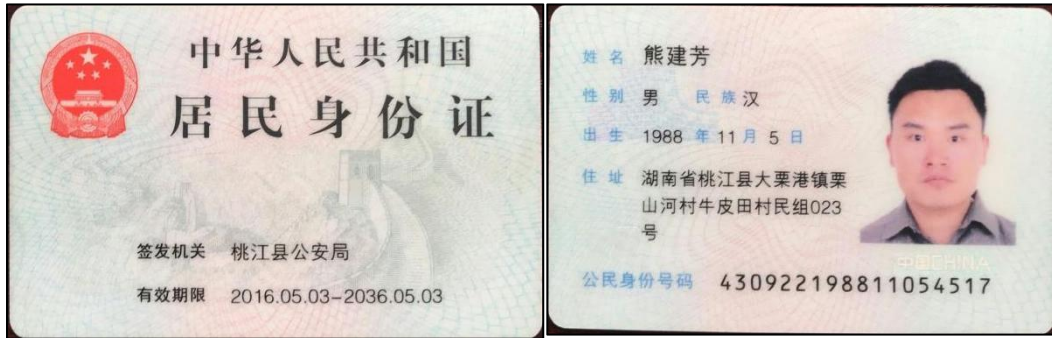 中华人民共和国
居民身份证
签发机关 桃江县公安局
有效期限 2016.05.03-2036.05.03
姓名 熊建芳
性别 男 民族 汉
出生 1988 年 11 月 5 日
住址 湖南省桃江县大栗港镇栗
山河村牛皮田村民组023
号
中国CHINA
公民身份号码 430922198811054517